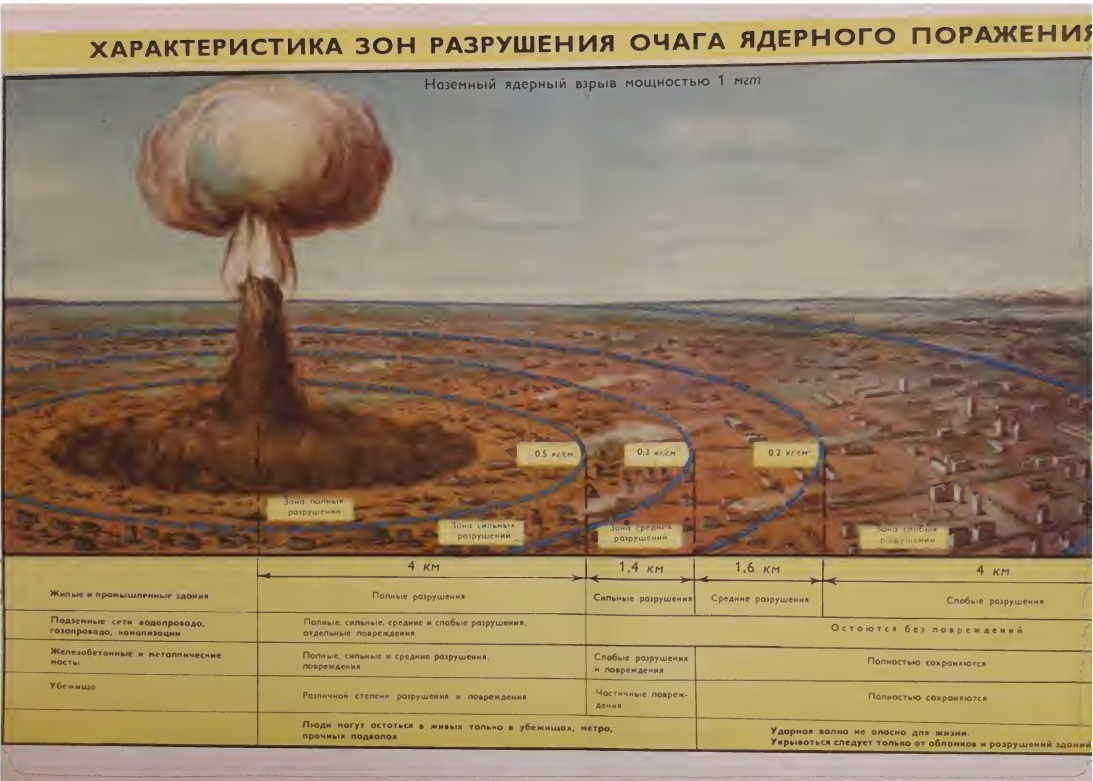 ХАРАКТЕРИСТИКА ЗОН РАЗРУШЕНИЯ ОЧАГА ЯДЕРНОГО ПОРАЖЕНИЯ
Наземный ядерный взрыв мощностью 1 мгт
0.5 кг/см
0.3 кг/см
0.2 кг/см
Зона полных
разрушений
Зона сильных
разрушений
Зона средних
разрушений
Зона слабых
разрушений
4 км
1,4 км
1,6 км
4 км
Жилые и промышленные здания
Полные разрушения
Сильные разрушения
Средние разрушения
Слабые разрушения
Подземные сети водопровода,
газопровода, канализации
Полные, сильные, средние и слабые разрушения,
отдельные повреждения
Остаются без повреждений
Железобетонные и металлические
мосты
Полные, сильные и средние разрушения,
повреждения
Слабые разрушения
и повреждения
Полностью сохраняются
Убежища
Различной степени разрушения и повреждения
Частичные повреж-
дения
Полностью сохраняются
Люди могут остаться в живых только в убежищах, метро,
прочных подвалах
Ударная волна не опасна для жизни.
Укрываться следует только от обломков и разрушений зданий